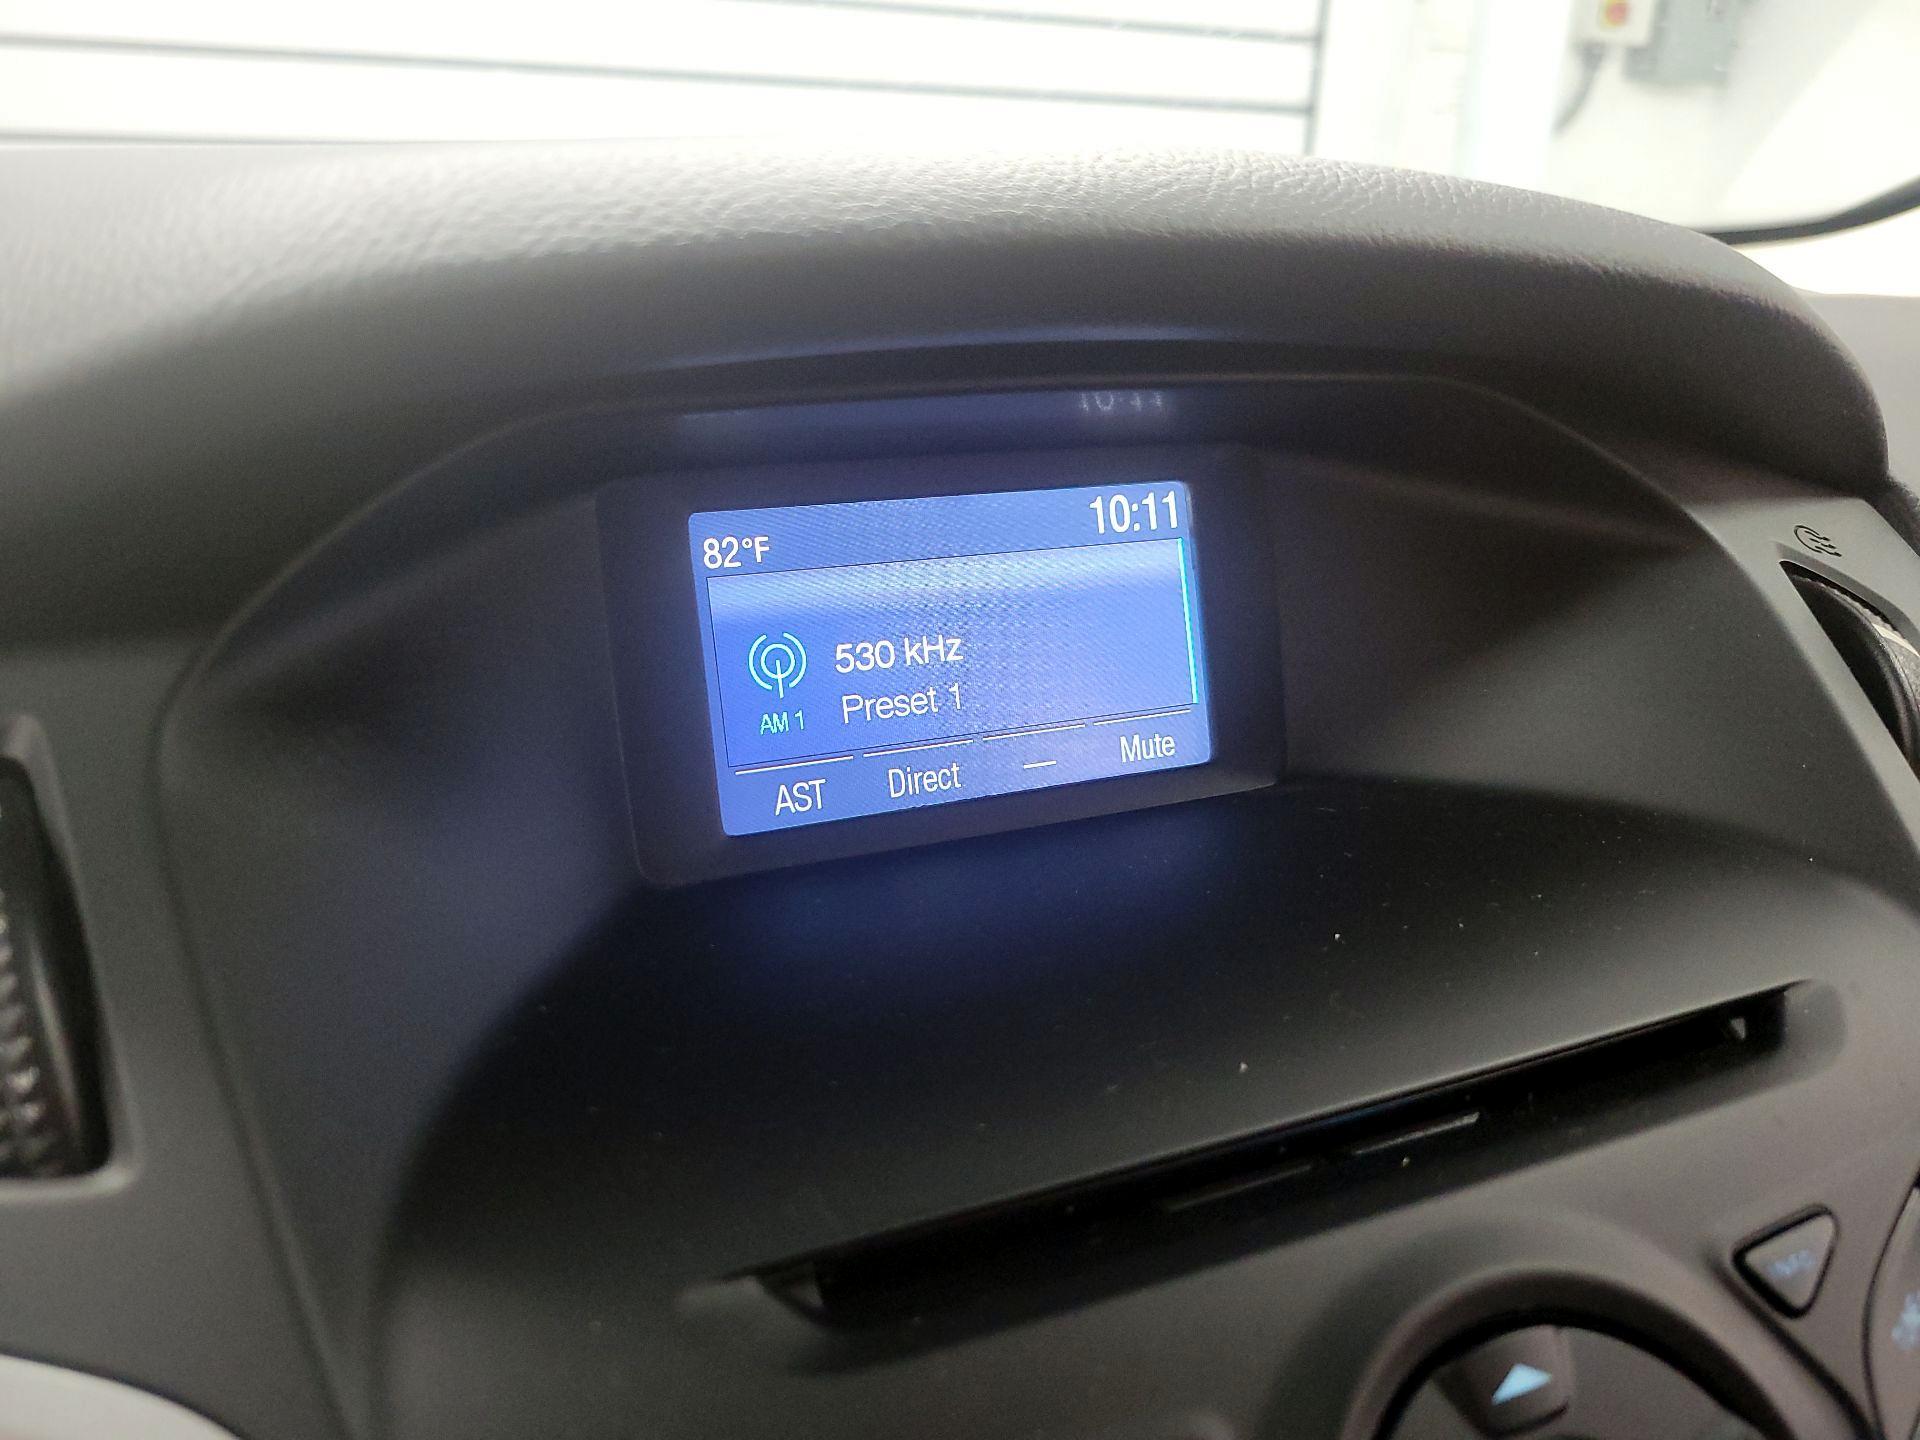 82°F
10:11
530 kHz
Preset 1
AM 1
AST
Direct
—
Mute